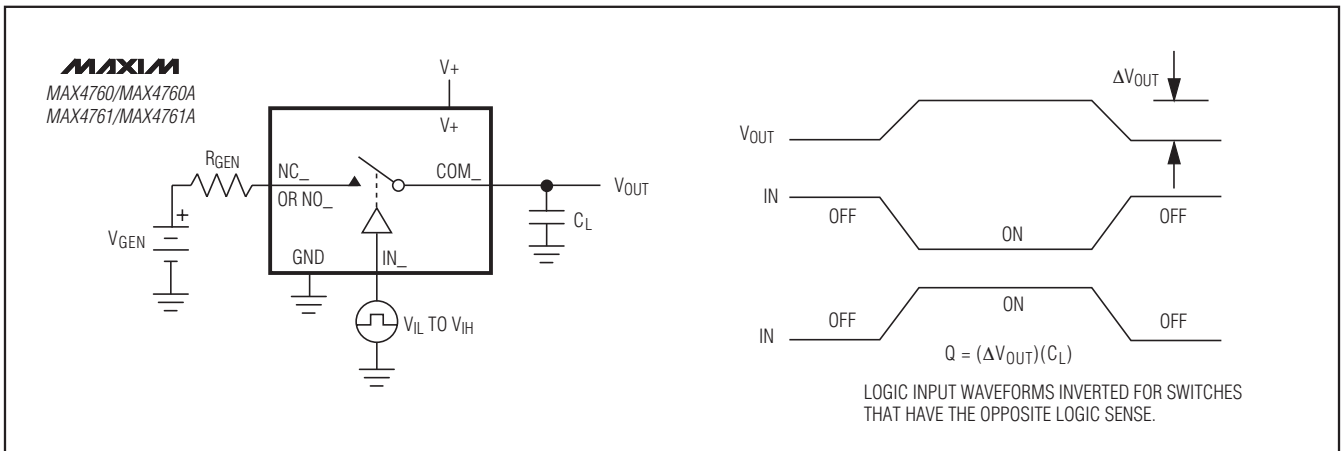 MAXIM
MAX4760/MAX4760A
MAX4761/MAX4761A
V+
V+
RGEN
NC_
OR NO_
COM_
VOUT
CL
VGEN
+
GND
IN_
VIL TO VIH
ΔVOUT
VOUT
IN
OFF
ON
OFF
IN
OFF
ON
OFF
Q = (ΔVOUT)(CL)
LOGIC INPUT WAVEFORMS INVERTED FOR SWITCHES
THAT HAVE THE OPPOSITE LOGIC SENSE.